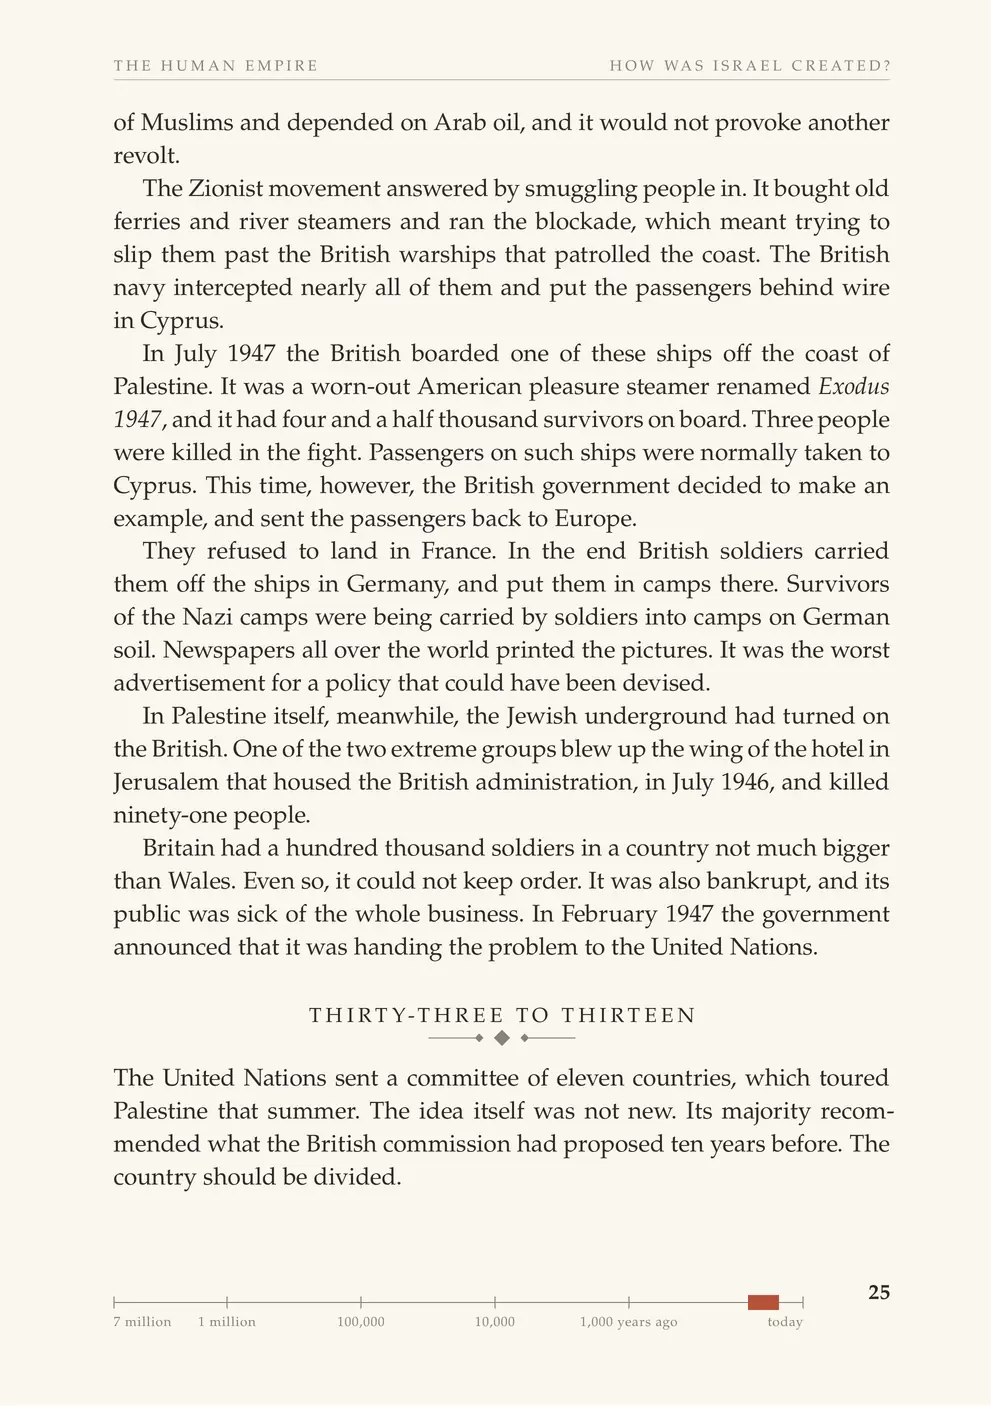 THE HUMAN EMPIRE
HOW WAS ISRAEL CREATED?
of Muslims and depended on Arab oil, and it would not provoke another
revolt.
The Zionist movement answered by smuggling people in. It bought old
ferries and river steamers and ran the blockade, which meant trying to
slip them past the British warships that patrolled the coast. The British
navy intercepted nearly all of them and put the passengers behind wire
in Cyprus.
In July 1947 the British boarded one of these ships off the coast of
Palestine. It was a worn-out American pleasure steamer renamed Exodus
1947, and it had four and a half thousand survivors on board. Three people
were killed in the fight. Passengers on such ships were normally taken to
Cyprus. This time, however, the British government decided to make an
example, and sent the passengers back to Europe.
They refused to land in France. In the end British soldiers carried
them off the ships in Germany, and put them in camps there. Survivors
of the Nazi camps were being carried by soldiers into camps on German
soil. Newspapers all over the world printed the pictures. It was the worst
advertisement for a policy that could have been devised.
In Palestine itself, meanwhile, the Jewish underground had turned on
the British. One of the two extreme groups blew up the wing of the hotel in
Jerusalem that housed the British administration, in July 1946, and killed
ninety-one people.
Britain had a hundred thousand soldiers in a country not much bigger
than Wales. Even so, it could not keep order. It was also bankrupt, and its
public was sick of the whole business. In February 1947 the government
announced that it was handing the problem to the United Nations.
THIRTY-THREE TO THIRTEEN
The United Nations sent a committee of eleven countries, which toured
Palestine that summer. The idea itself was not new. Its majority recom-
mended what the British commission had proposed ten years before. The
country should be divided.
25
7 million 1 million 100,000 10,000 1,000 years ago today